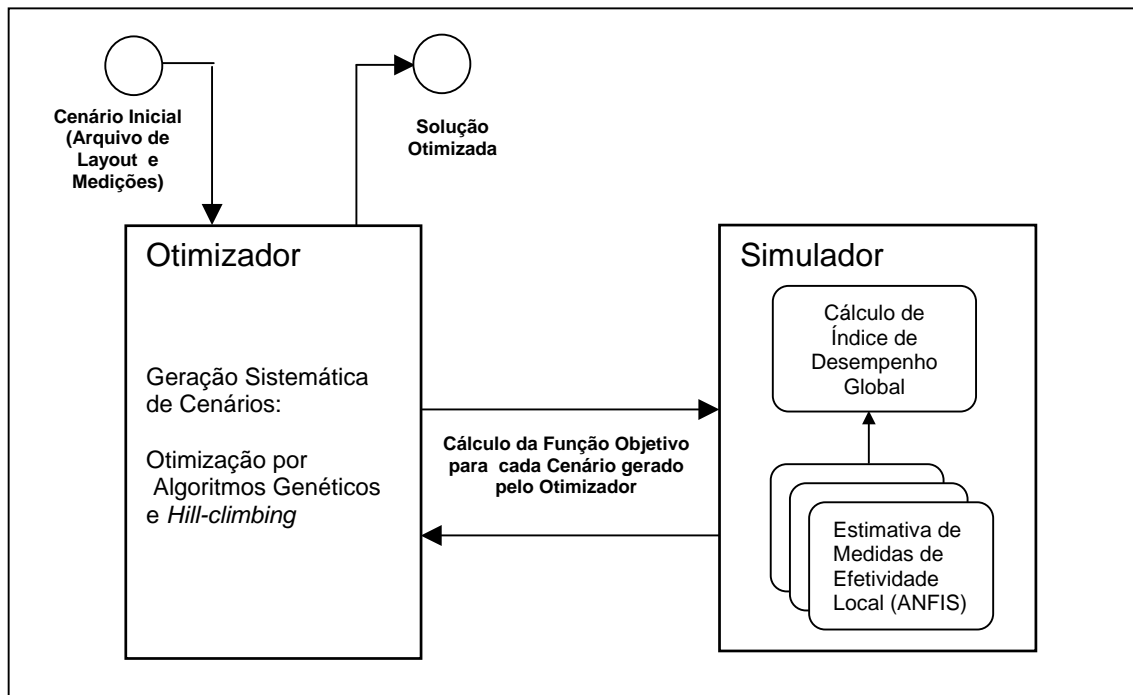 Cenário Inicial
(Arquivo de
Layout e
Medições)
Solução
Otimizada
Otimizador
Geração Sistemática
de Cenários:
Otimização por
Algoritmos Genéticos
e Hill-climbing
Cálculo da Função Objetivo
para cada Cenário gerado
pelo Otimizador
Simulador
Cálculo de
Índice de
Desempenho
Global
Estimativa de
Medidas de
Efetividade
Local (ANFIS)